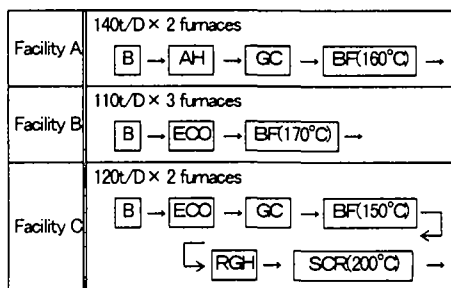 Facility A
140t/D × 2 furnaces
B → AH → GC → BF(160°C) →
Facility B
110t/D × 3 furnaces
B → ECO → BF(170°C) →
Facility C
120t/D × 2 furnaces
B → ECO → GC → BF(150°C)
RGH → SCR(200°C) →